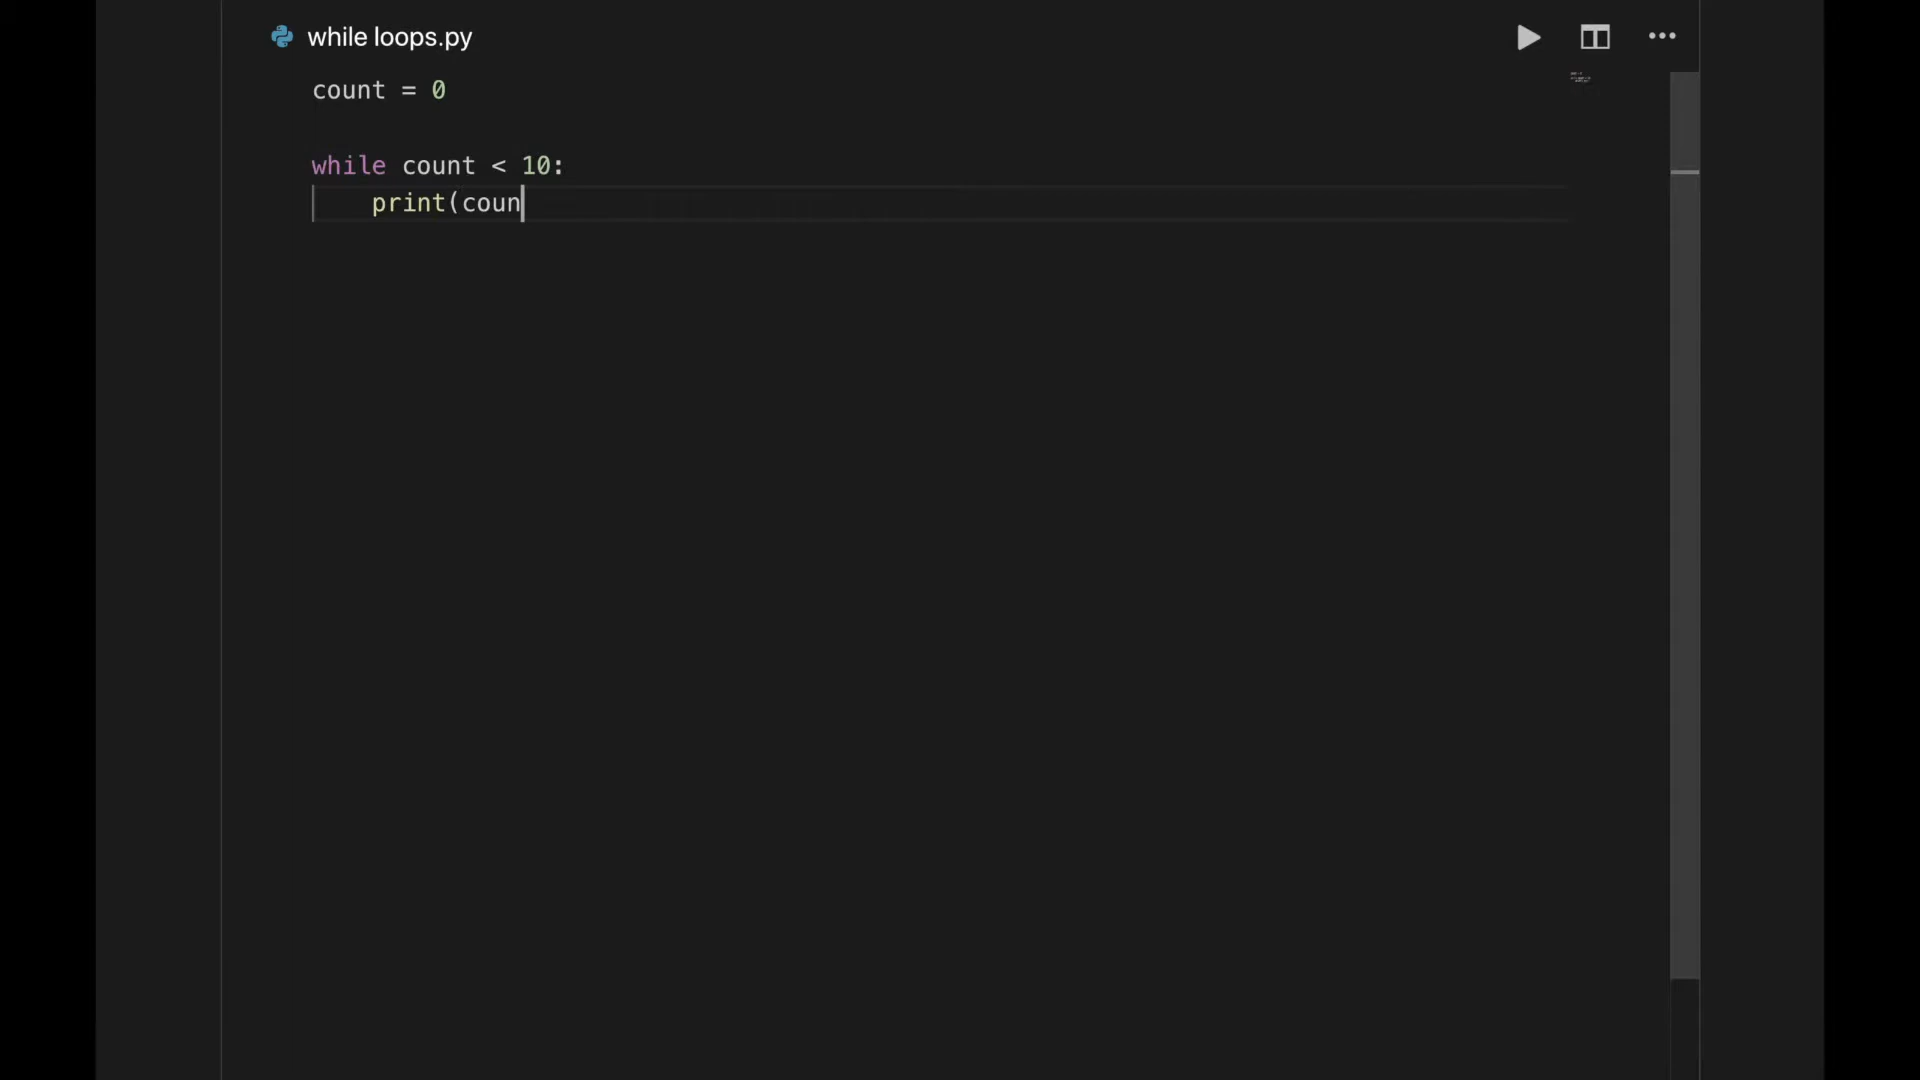 while loops.py
count = 0
while count < 10:
    print(coun